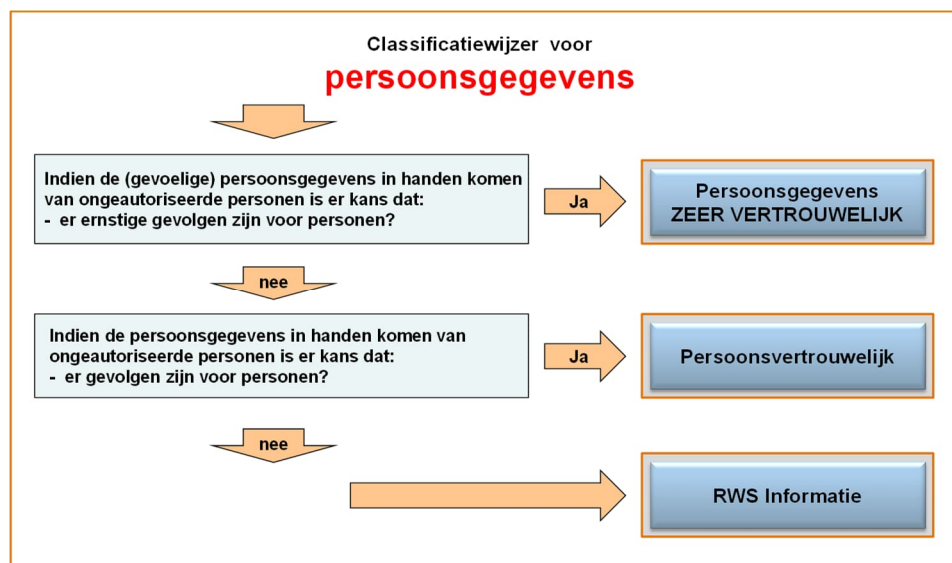 Classificatiewijzer voor
persoonsgegevens
Indien de (gevoelige) persoonsgegevens in handen komen
van ongeautoriseerde personen is er kans dat:
- er ernstige gevolgen zijn voor personen?
Ja
Persoonsgegevens
ZEER VERTROUWELIJK
nee
Indien de persoonsgegevens in handen komen van
ongeautoriseerde personen is er kans dat:
- er gevolgen zijn voor personen?
Ja
Persoonsvertrouwelijk
nee
RWS Informatie